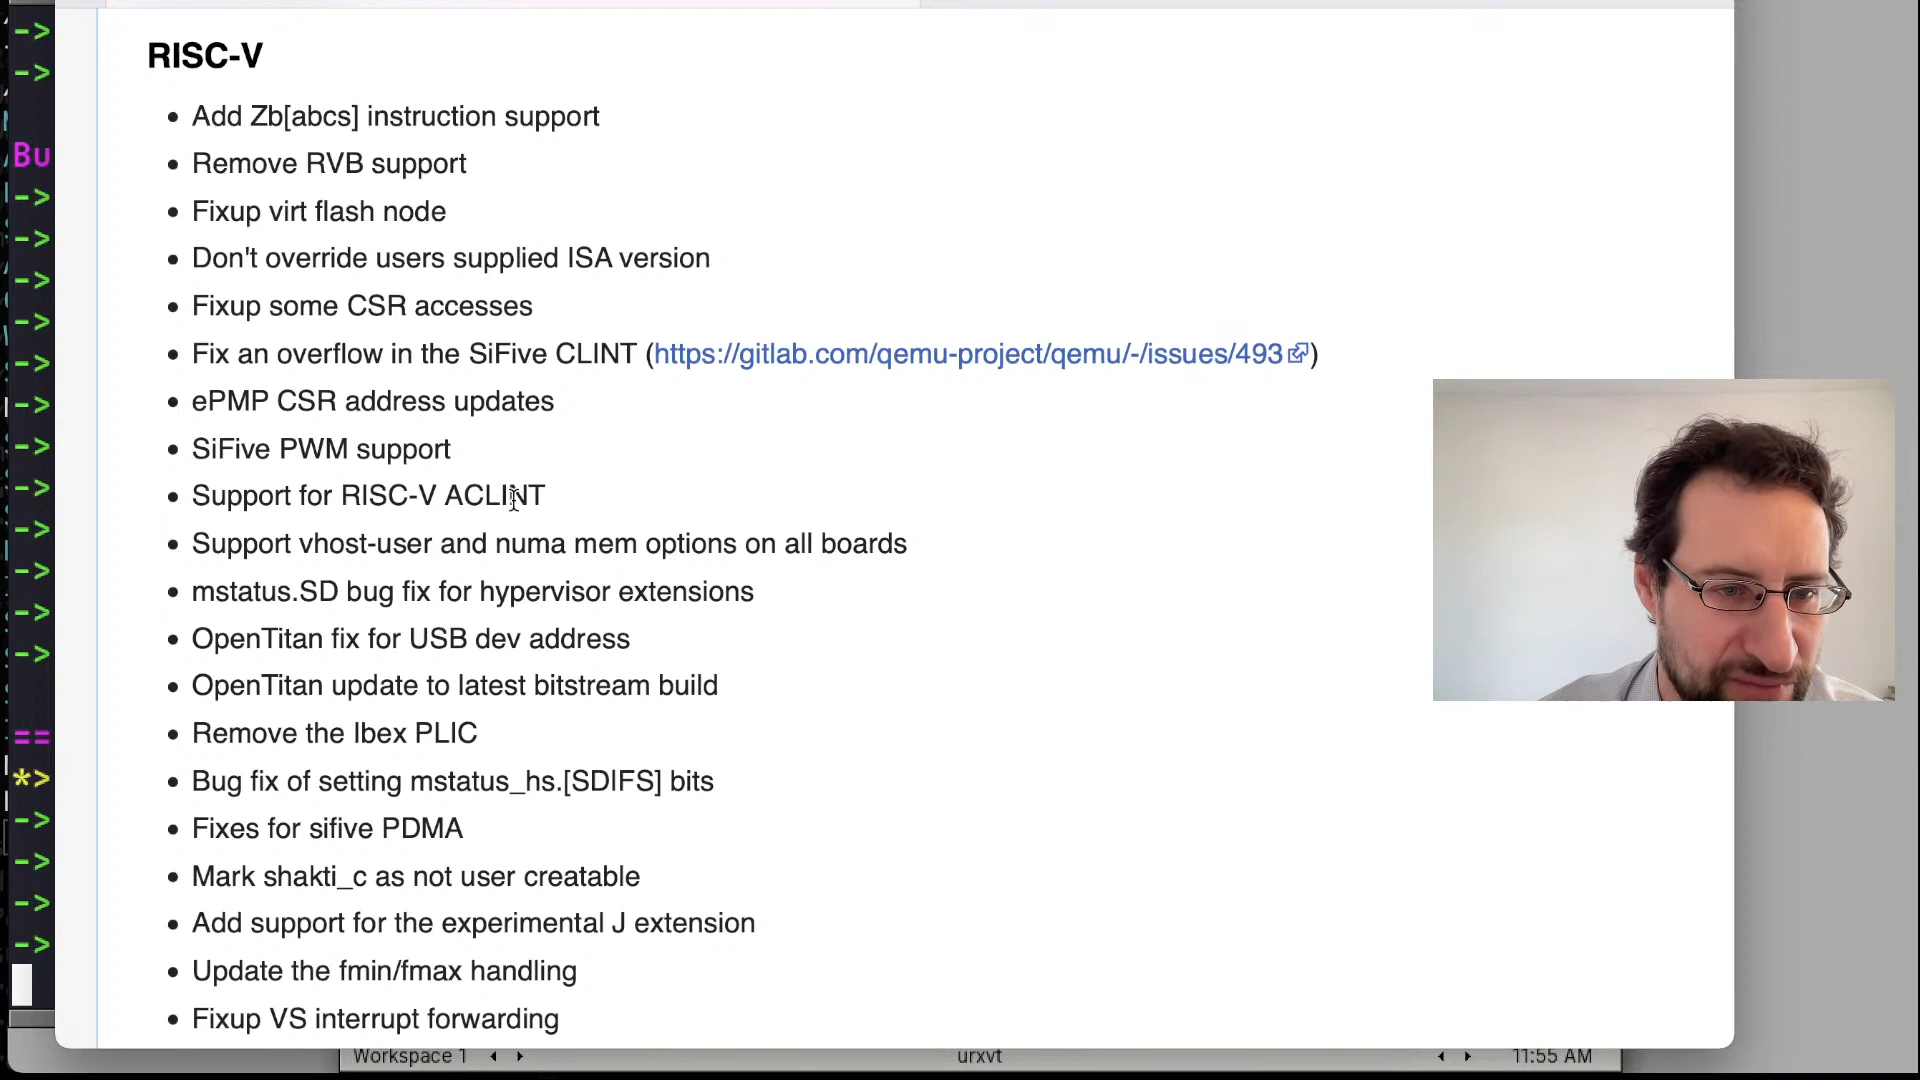 ->
->
Bu
->
->
->
->
->
->
->
->
->
->
->
->
==
*>
->
->
->
->
RISC-V
• Add Zb[abcs] instruction support
• Remove RVB support
• Fixup virt flash node
• Don't override users supplied ISA version
• Fixup some CSR accesses
• Fix an overflow in the SiFive CLINT (https://gitlab.com/qemu-project/qemu/-/issues/493)
• ePMP CSR address updates
• SiFive PWM support
• Support for RISC-V ACLINT
• Support vhost-user and numa mem options on all boards
• mstatus.SD bug fix for hypervisor extensions
• OpenTitan fix for USB dev address
• OpenTitan update to latest bitstream build
• Remove the Ibex PLIC
• Bug fix of setting mstatus_hs.[SD|FS] bits
• Fixes for sifive PDMA
• Mark shakti_c as not user creatable
• Add support for the experimental J extension
• Update the fmin/fmax handling
• Fixup VS interrupt forwarding
Workspace 1 urxvt 11:55 AM